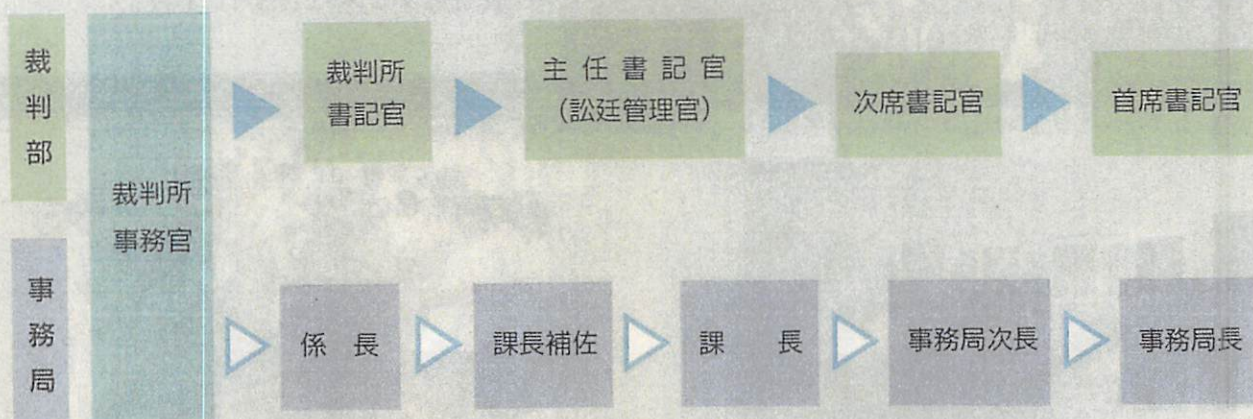 裁判部
裁判所
事務官
裁判所
書記官
主任書記官
（訟廷管理官）
次席書記官
首席書記官
事務局
係　長
課長補佐
課　　長
事務局次長
事務局長